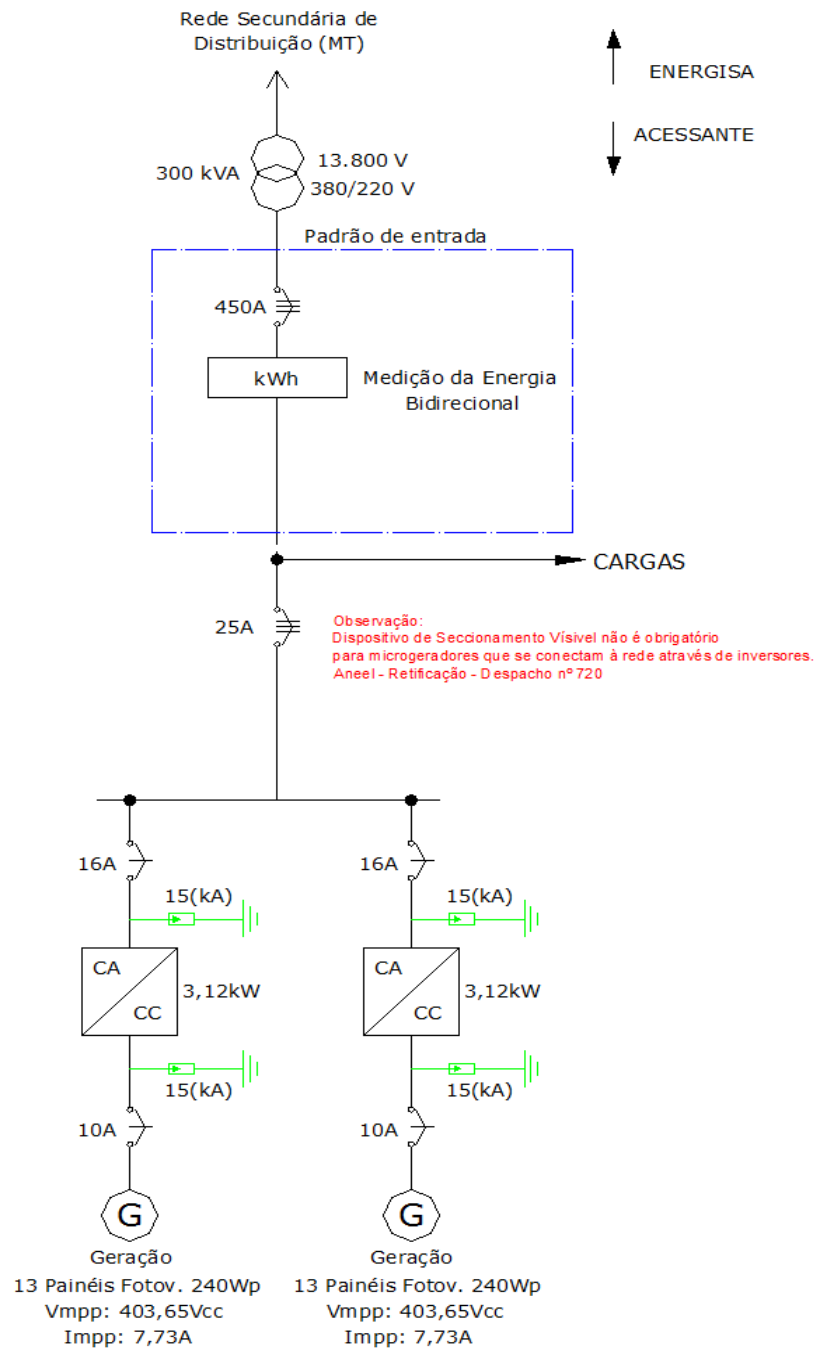 Rede Secundária de
Distribuição (MT)
ENERGISA
ACESSANTE
300 kVA
13.800 V
380/220 V
Padrão de entrada
450A
kWh
Medição da Energia
Bidirecional
CARGAS
25A
Observação:
Dispositivo de Seccionamento Vísivel não é obrigatório
para microgeradores que se conectam à rede através de inversores.
Aneel - Retificação - Despacho nº 720
16A
15(kA)
CA
CC
3,12kW
15(kA)
10A
G
Geração
13 Painéis Fotov. 240Wp
Vmpp: 403,65Vcc
Impp: 7,73A
16A
15(kA)
CA
CC
3,12kW
15(kA)
10A
G
Geração
13 Painéis Fotov. 240Wp
Vmpp: 403,65Vcc
Impp: 7,73A